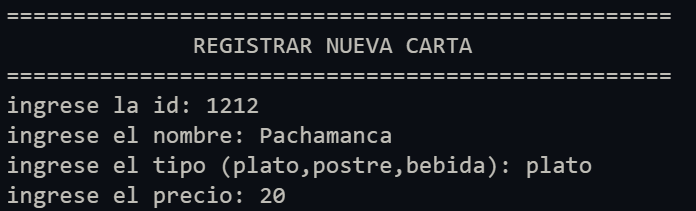 ==================================================
REGISTRAR NUEVA CARTA
==================================================
ingrese la id: 1212
ingrese el nombre: Pachamanca
ingrese el tipo (plato,postre,bebida): plato
ingrese el precio: 20